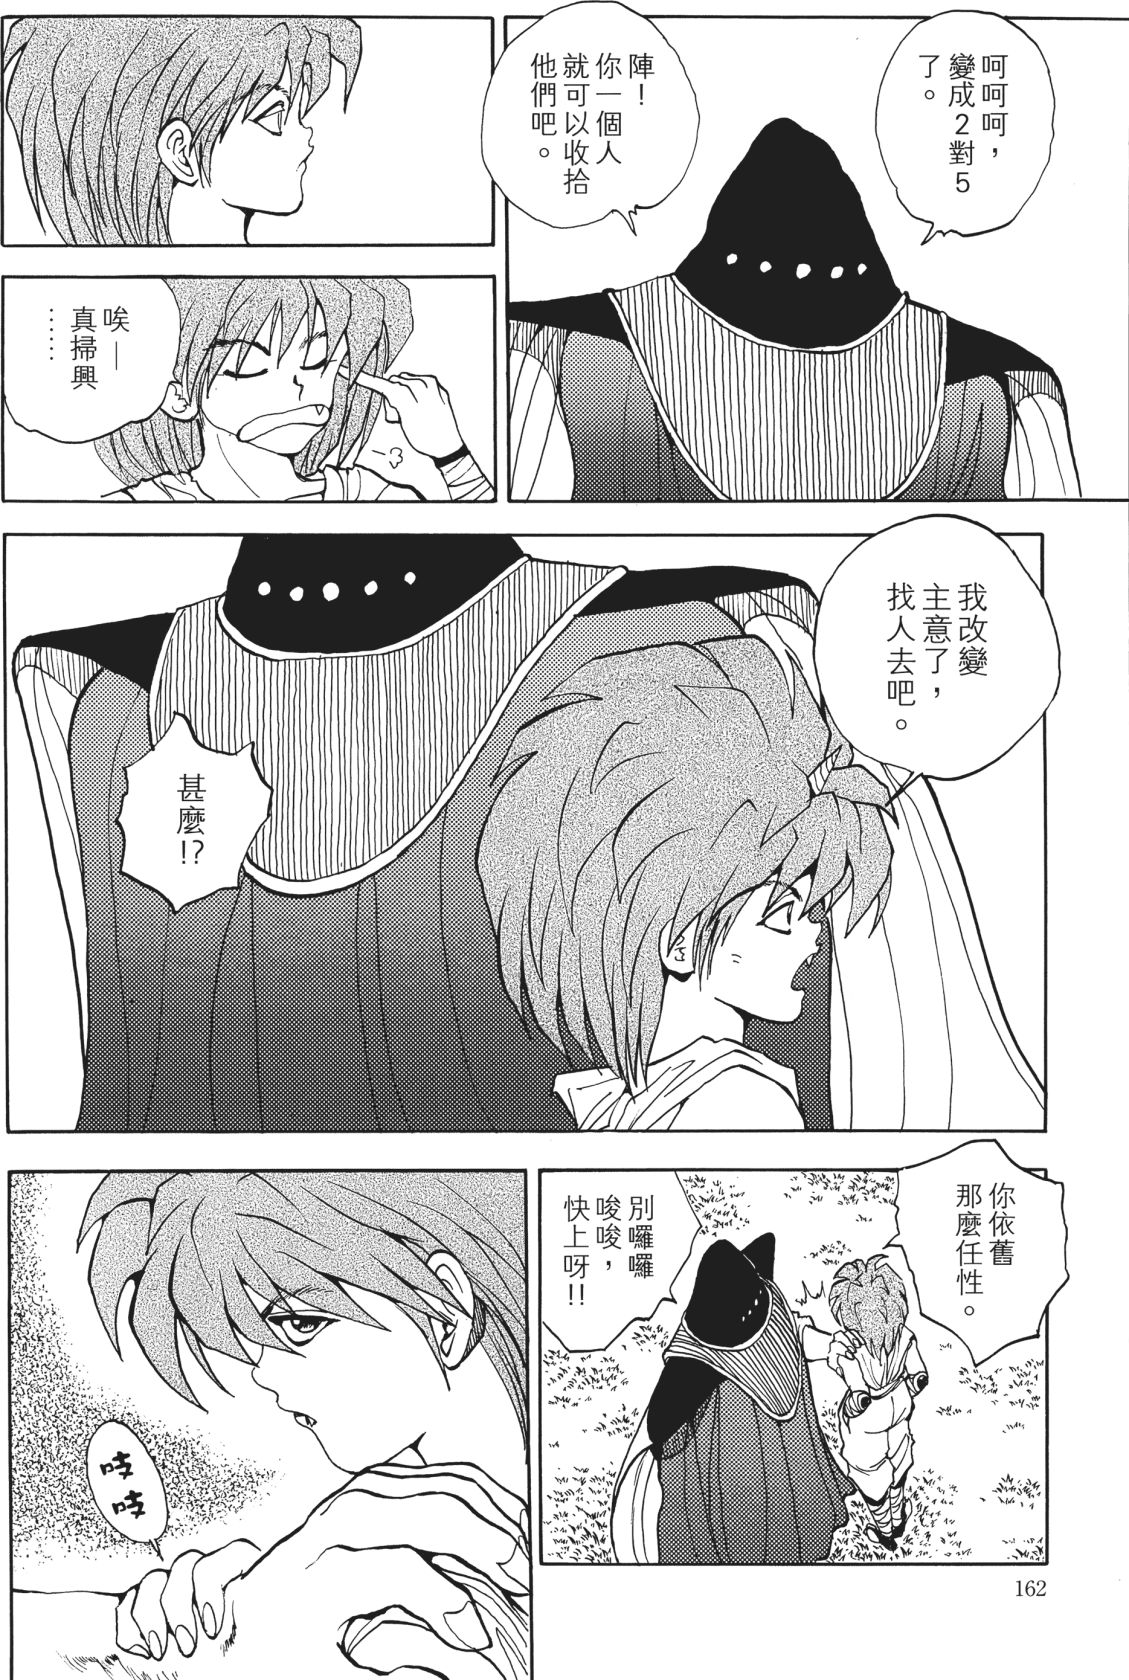 呵呵呵，
變成2對5
了。
陣！
你一個人
就可以收拾
他們吧。
唉—
真掃興
……
我改變
主意了，
找人去吧。
甚麼!?
你依舊
那麼任性。
別囉囉
唆唆，
快上呀!!
吱
吱
162